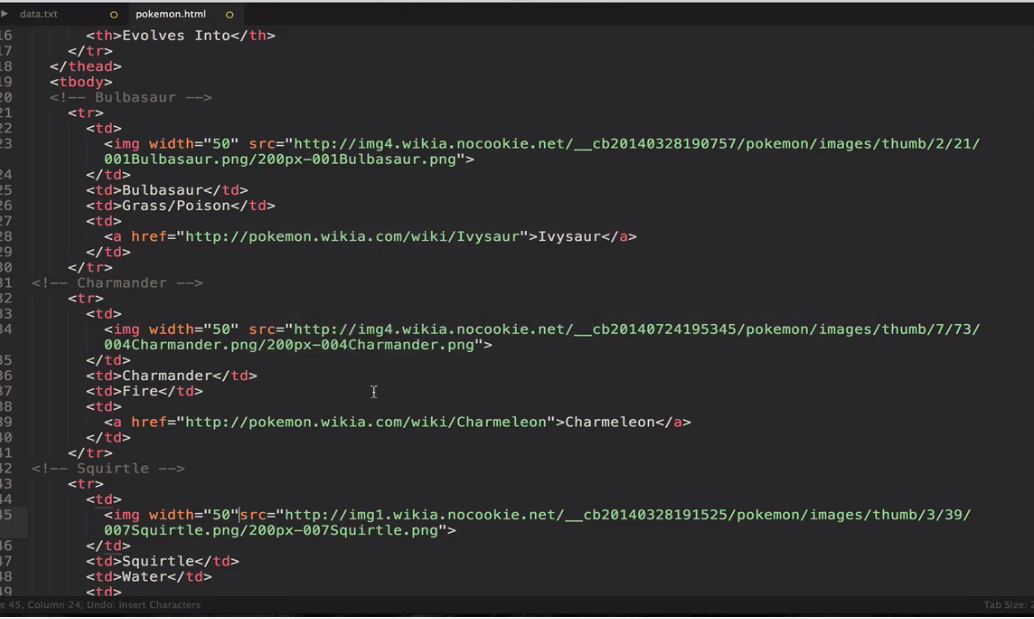 data.txt
pokemon.html
16 <th>Evolves Into</th>
17 </tr>
18 </thead>
19 <tbody>
20 <!-- Bulbasaur -->
21 <tr>
22 <td>
23 <img width="50" src="http://img4.wikia.nocookie.net/__cb20140328190757/pokemon/images/thumb/2/21/
001Bulbasaur.png/200px-001Bulbasaur.png">
24 </td>
25 <td>Bulbasaur</td>
26 <td>Grass/Poison</td>
27 <td>
28 <a href="http://pokemon.wikia.com/wiki/Ivysaur">Ivysaur</a>
29 </td>
30 </tr>
31 <!-- Charmander -->
32 <tr>
33 <td>
34 <img width="50" src="http://img4.wikia.nocookie.net/__cb20140724195345/pokemon/images/thumb/7/73/
004Charmander.png/200px-004Charmander.png">
35 </td>
36 <td>Charmander</td>
37 <td>Fire</td>
38 <td>
39 <a href="http://pokemon.wikia.com/wiki/Charmeleon">Charmeleon</a>
40 </td>
41 </tr>
42 <!-- Squirtle -->
43 <tr>
44 <td>
45 <img width="50"src="http://img1.wikia.nocookie.net/__cb20140328191525/pokemon/images/thumb/3/39/
007Squirtle.png/200px-007Squirtle.png">
46 </td>
47 <td>Squirtle</td>
48 <td>Water</td>
49 <td>
e 45, Column 24; Undo: Insert Characters
Tab Size: 2